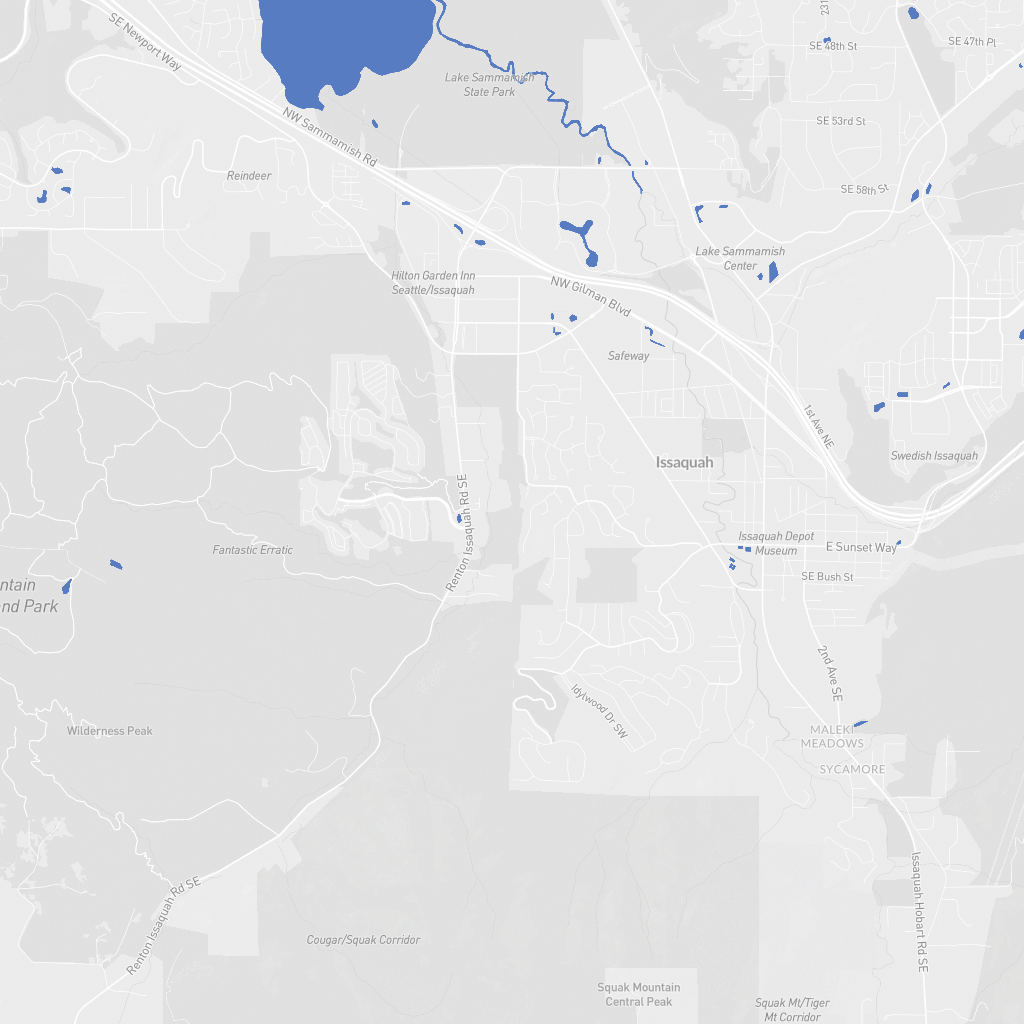 SE Newport Way
231
SE 48th St
SE 47th Pl
Lake Sammamish
State Park
NW Sammamish Rd
SE 53rd St
Reindeer
SE 58th St
Lake Sammamish
Center
Hilton Garden Inn
Seattle/Issaquah
NW Gilman Blvd
Safeway
1st Ave NE
Issaquah
Swedish Issaquah
Renton Issaquah Rd SE
Fantastic Erratic
Issaquah Depot
Museum
E Sunset Way
SE Bush St
ntain
nd Park
2nd Ave SE
Idylwood Dr SW
Wilderness Peak
MALEKI
MEADOWS
SYCAMORE
Issaquah Hobart Rd SE
Renton Issaquah Rd SE
Cougar/Squak Corridor
Squak Mountain
Central Peak
Squak Mt/Tiger
Mt Corridor